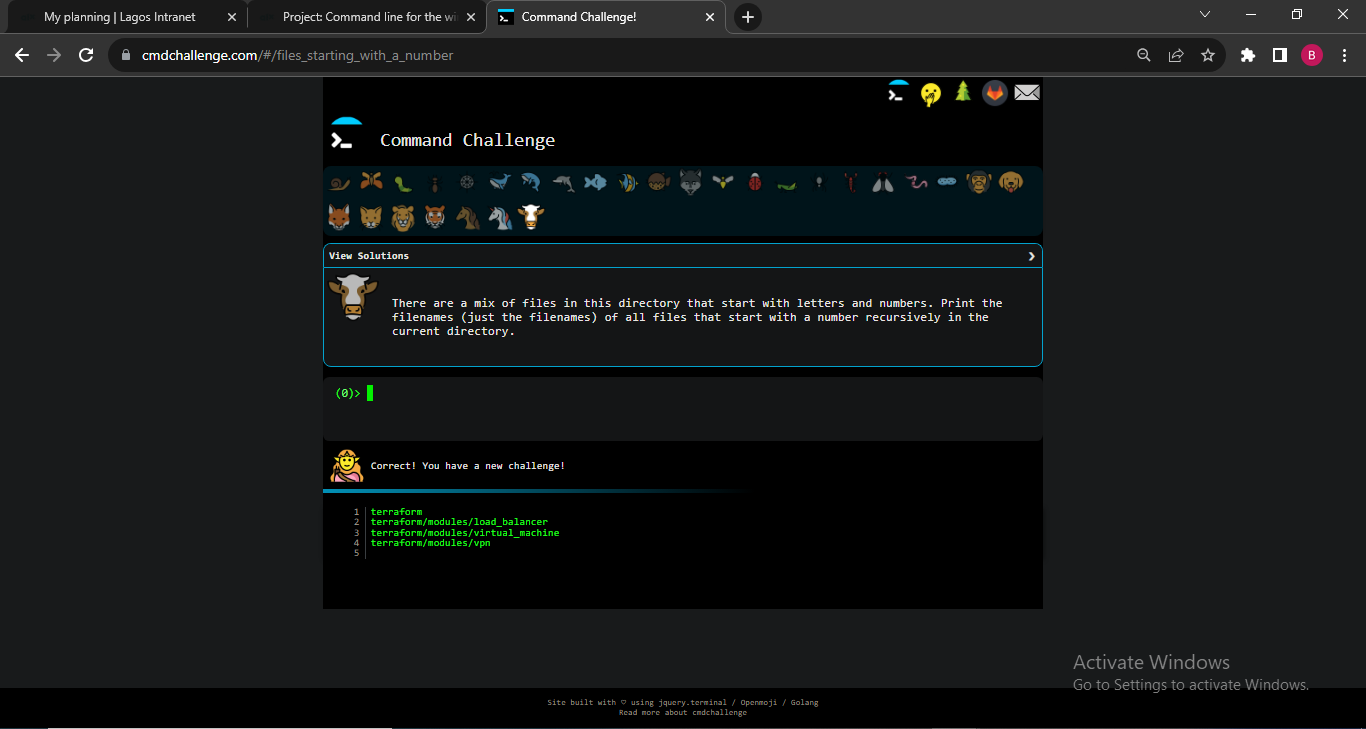 My planning | Lagos Intranet
Project: Command line for the wi
Command Challenge!
cmdchallenge.com/#/files_starting_with_a_number
B
Command Challenge
View Solutions
There are a mix of files in this directory that start with letters and numbers. Print the
filenames (just the filenames) of all files that start with a number recursively in the
current directory.
(0)>
Correct! You have a new challenge!
1 terraform
2 terraform/modules/load_balancer
3 terraform/modules/virtual_machine
4 terraform/modules/vpn
5
Activate Windows
Go to Settings to activate Windows.
Site built with ♡ using jquery.terminal / Openmoji / Golang
Read more about cmdchallenge